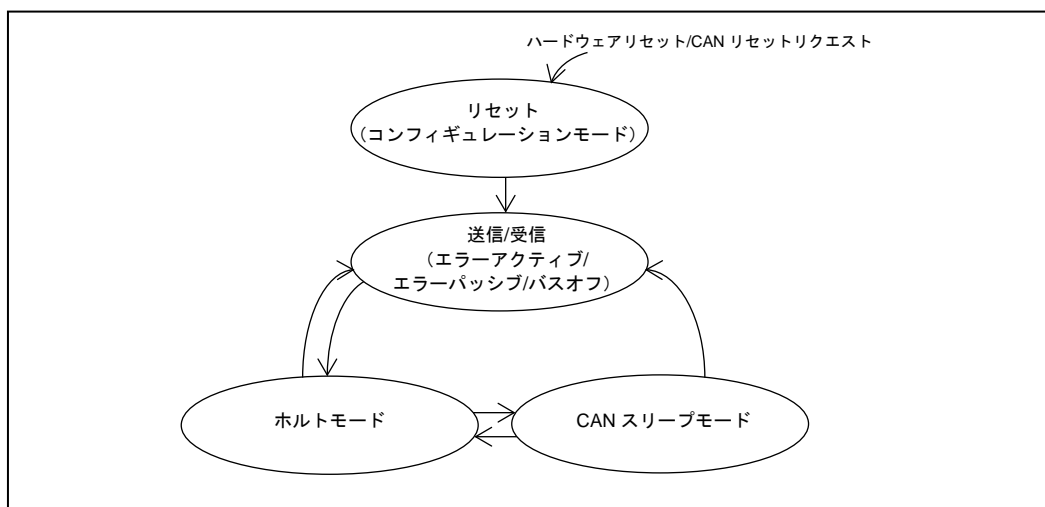 ハードウェアリセット/CAN リセットリクエスト
リセット
（コンフィギュレーションモード）
送信/受信
（エラーアクティブ/
エラーパッシブ/バスオフ）
ホルトモード
CAN スリープモード